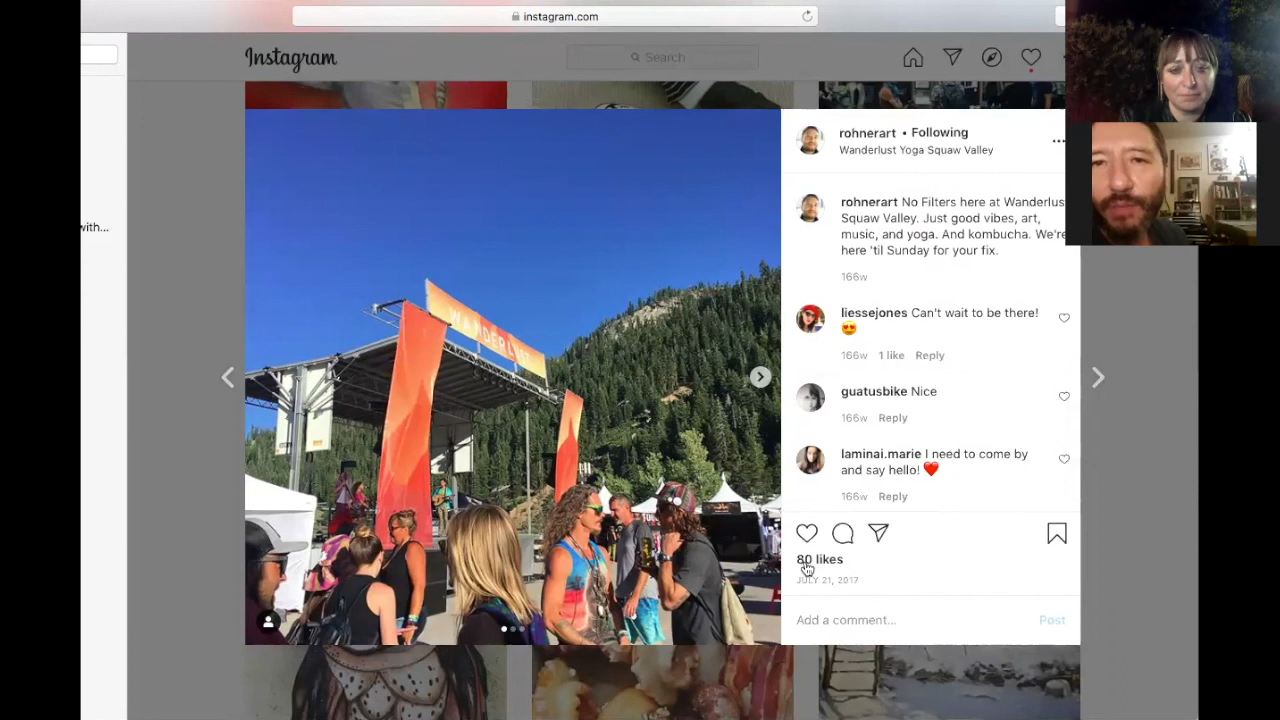 instagram.com
Instagram
Search
with...
rohnerart • Following
Wanderlust Yoga Squaw Valley
rohnerart No Filters here at Wanderlus
Squaw Valley. Just good vibes, art,
music, and yoga. And kombucha. We're
here 'til Sunday for your fix.
166w
liessejones Can't wait to be there!
😍
166w 1 like Reply
guatusbike Nice
166w Reply
laminai.marie I need to come by
and say hello! ❤️
166w Reply
80 likes
JULY 21, 2017
Add a comment...
Post
WANDERLUST